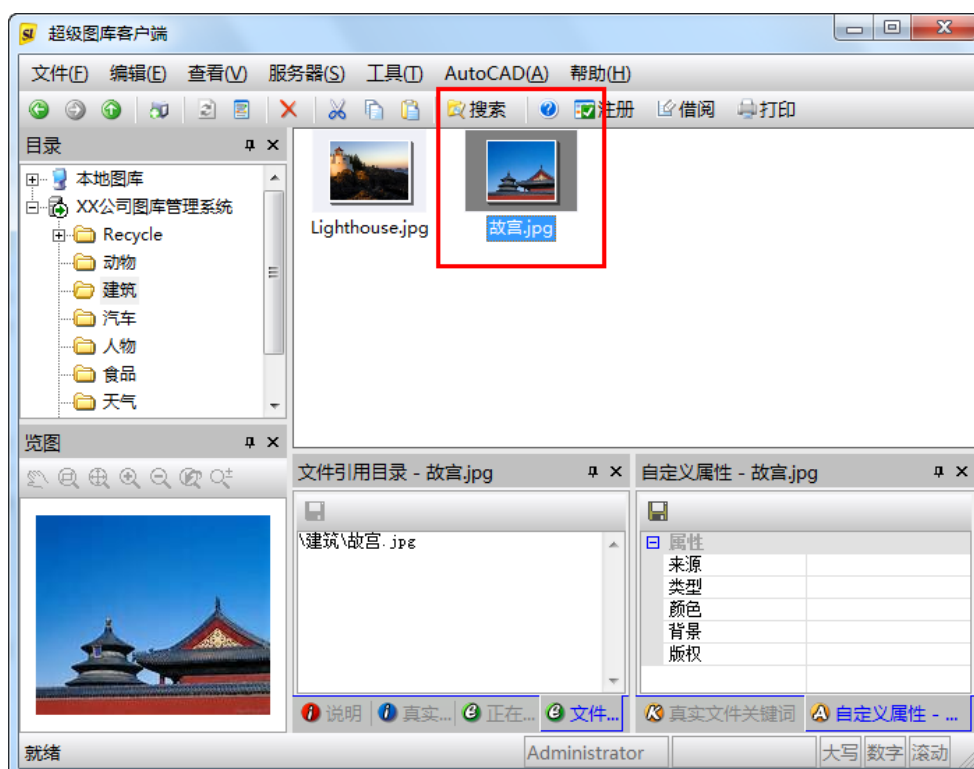 SL 超级图库客户端
文件(F) 编辑(E) 查看(V) 服务器(S) 工具(T) AutoCAD(A) 帮助(H)
搜索 注册 借阅 打印
目录
本地图库
XX公司图库管理系统
Recycle
动物
建筑
汽车
人物
食品
天气
Lighthouse.jpg
故宫.jpg
览图
文件引用目录 - 故宫.jpg
\建筑\故宫.jpg
说明 真实... 正在... 文件...
自定义属性 - 故宫.jpg
属性
来源
类型
颜色
背景
版权
真实文件关键词 自定义属性 - ...
就绪 Administrator 大写 数字 滚动